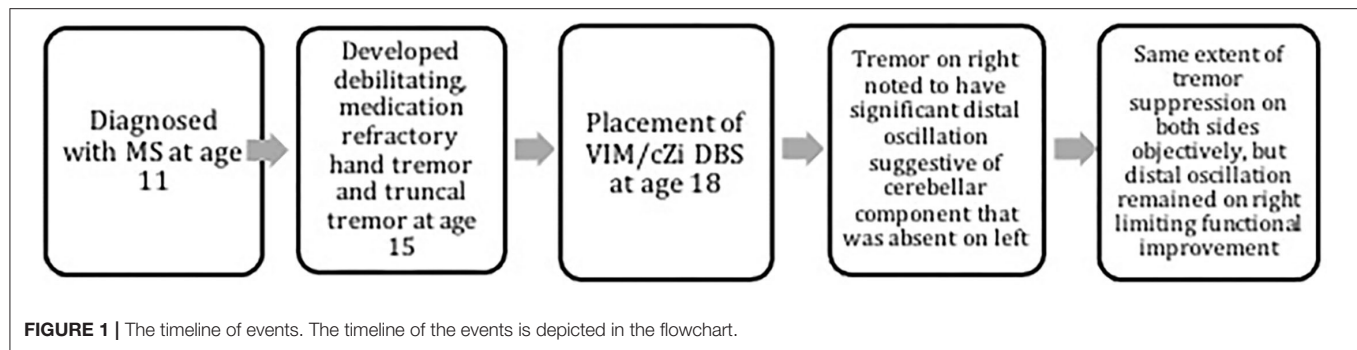 Diagnosed
with MS at age
11
Developed
debilitating,
medication
refractory
hand tremor
and truncal
tremor at age
15
Placement of
VIM/cZi DBS
at age 18
Tremor on right
noted to have
significant distal
oscillation
suggestive of
cerebellar
component that
was absent on left
Same extent of
tremor
suppression on
both sides
objectively, but
distal oscillation
remained on right
limiting functional
improvement
FIGURE 1 | The timeline of events. The timeline of the events is depicted in the flowchart.